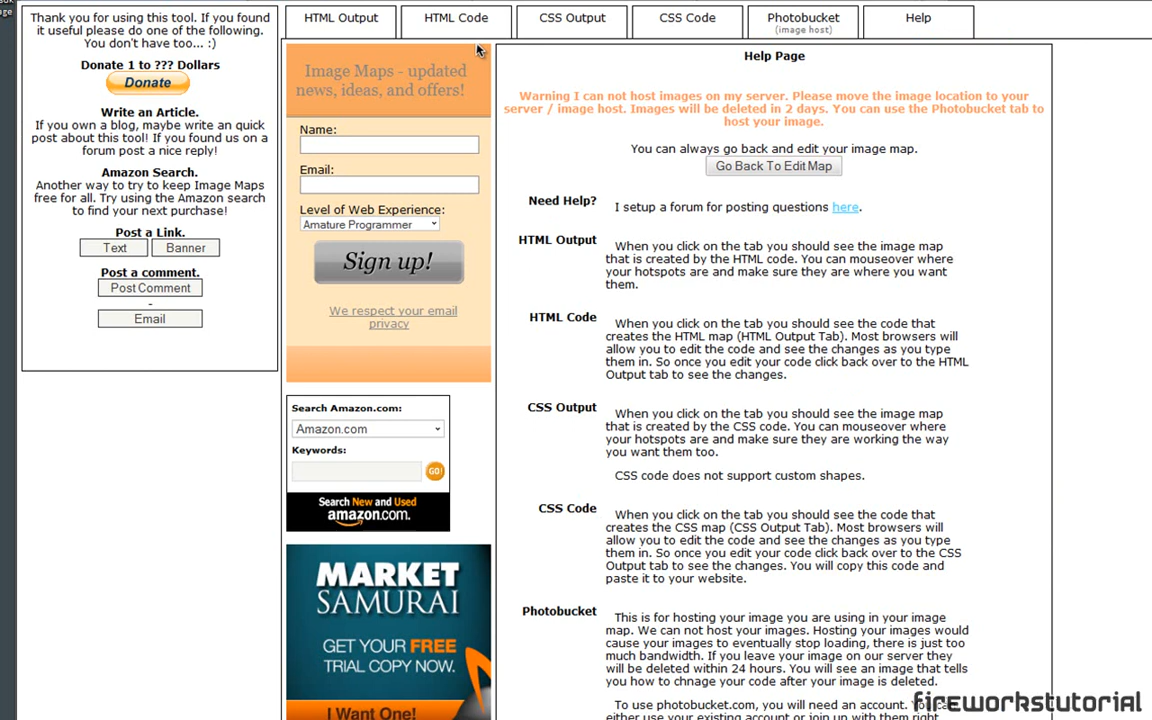 Thank you for using this tool. If you found
it useful please do one of the following.
You don't have too... :)
Donate 1 to ??? Dollars
Donate
Write an Article.
If you own a blog, maybe write an quick
post about this tool! If you found us on a
forum post a nice reply!
Amazon Search.
Another way to try to keep Image Maps
free for all. Try using the Amazon search
to find your next purchase!
Post a Link.
Text
Banner
Post a comment.
Post Comment
-
Email
HTML Output
HTML Code
CSS Output
CSS Code
Photobucket
(image host)
Help
Image Maps - updated
news, ideas, and offers!
Name:
Email:
Level of Web Experience:
Amature Programmer
Sign up!
We respect your email
privacy
Search Amazon.com:
Amazon.com
Keywords:
GO!
Search New and Used
amazon.com.
MARKET
SAMURAI
GET YOUR FREE
TRIAL COPY NOW.
I Want One!
Help Page
Warning I can not host images on my server. Please move the image location to your
server / image host. Images will be deleted in 2 days. You can use the Photobucket tab to
host your image.
You can always go back and edit your image map.
Go Back To Edit Map
Need Help?
I setup a forum for posting questions here.
HTML Output
When you click on the tab you should see the image map
that is created by the HTML code. You can mouseover where
your hotspots are and make sure they are where you want
them.
HTML Code
When you click on the tab you should see the code that
creates the HTML map (HTML Output Tab). Most browsers will
allow you to edit the code and see the changes as you type
them in. So once you edit your code click back over to the HTML
Output tab to see the changes.
CSS Output
When you click on the tab you should see the image map
that is created by the CSS code. You can mouseover where
your hotspots are and make sure they are working the way
you want them too.
CSS code does not support custom shapes.
CSS Code
When you click on the tab you should see the code that
creates the CSS map (CSS Output Tab). Most browsers will
allow you to edit the code and see the changes as you type
them in. So once you edit your code click back over to the CSS
Output tab to see the changes. You will copy this code and
paste it to your website.
Photobucket
This is for hosting your image you are using in your image
map. We can not host your images. Hosting your images would
cause your images to eventually stop loading, there is just too
much bandwidth. If you leave your image on our server they
will be deleted within 24 hours. You will see an image that tells
you how to chnage your code after your image is deleted.
To use photobucket.com, you will need an account. You can
either use your existing account or join up with them right
fireworkstutorial